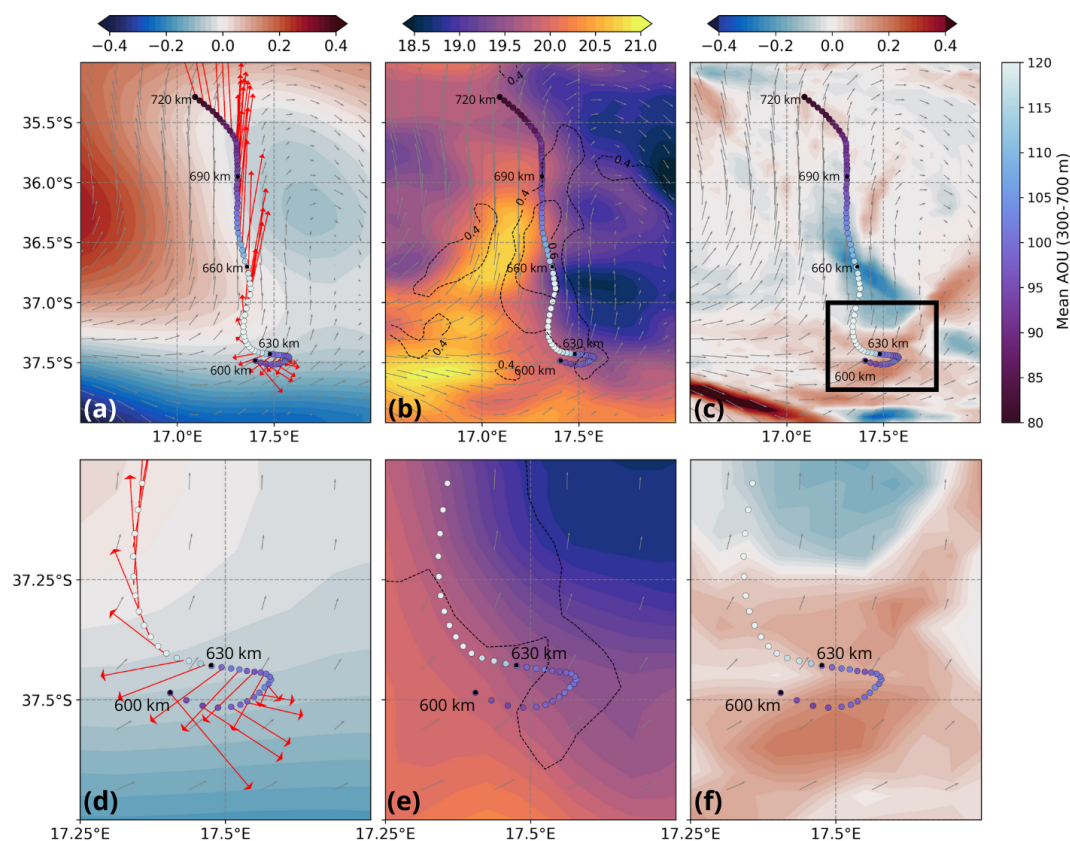 −0.4 −0.2 0.0 0.2 0.4
18.5 19.0 19.5 20.0 20.5 21.0
−0.4 −0.2 0.0 0.2 0.4
35.5°S
36.0°S
36.5°S
37.0°S
37.5°S
720 km
690 km
660 km
630 km
600 km
(a)
17.0°E 17.5°E
0.4
720 km
0.4
690 km
0.4
0.4
0.6
660 km
0.4
630 km
0.4
600 km
(b)
17.0°E 17.5°E
720 km
690 km
660 km
630 km
600 km
(c)
17.0°E 17.5°E
120
115
110
105
100
95
90
85
80
Mean AOU (300-700 m)
37.25°S
37.5°S
630 km
600 km
(d)
17.25°E 17.5°E
630 km
600 km
(e)
17.25°E 17.5°E
630 km
600 km
(f)
17.25°E 17.5°E